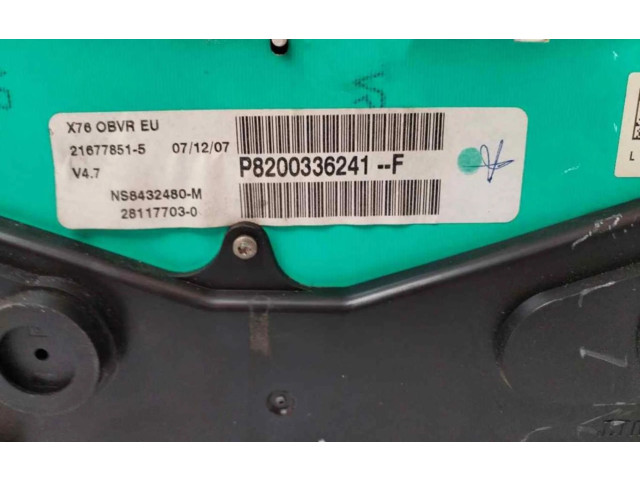 X76 OBVR EU
21677851-5 07/12/07
V4.7
P8200336241--F
NS8432480-M
28117703-0
L